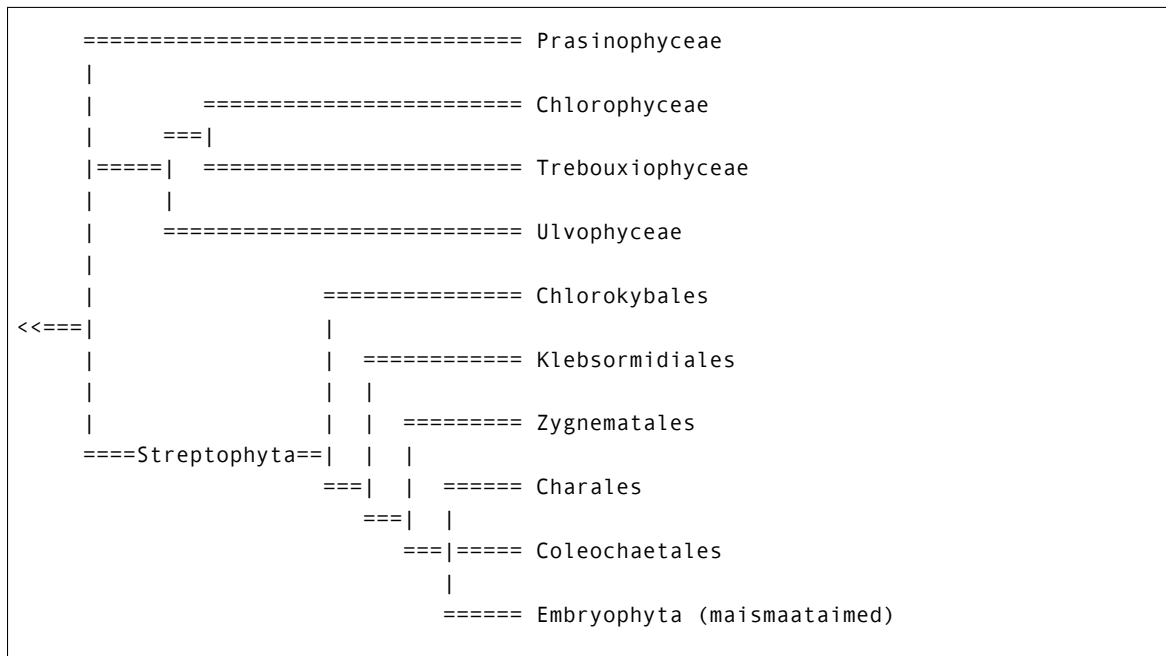 Prasinophyceae
Chlorophyceae
Trebouxiophyceae
Ulvophyceae
Chlorokybales
Klebsormidiales
Zygnematales
Streptophyta
Charales
Coleochaetales
Embryophyta (maismaataimed)